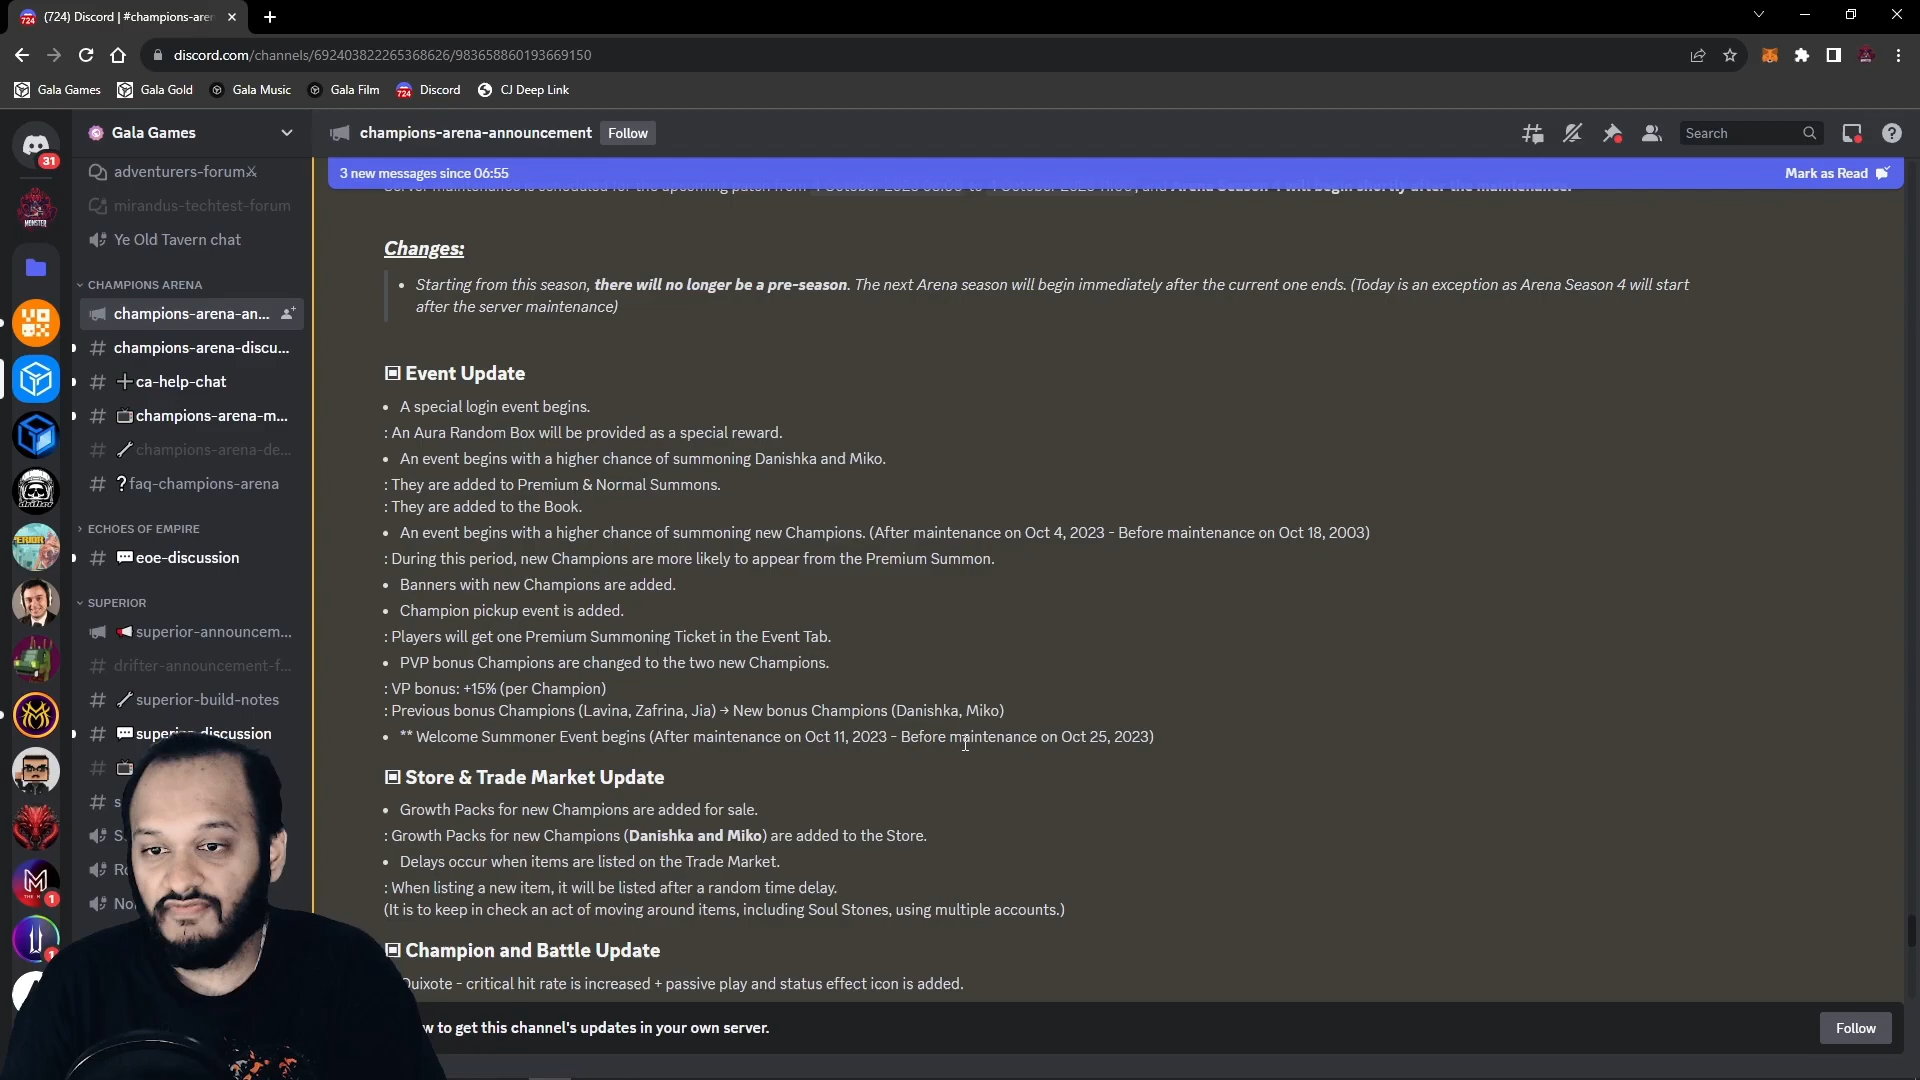 (724) Discord | #champions-aren
discord.com/channels/692403822265368626/983658860193669150
Gala Games
Gala Gold
Gala Music
Gala Film
724
Discord
CJ Deep Link
31
Gala Games
champions-arena-announcement
Follow
Search
3 new messages since 06:55
Mark as Read
adventurers-forum
mirandus-techtest-forum
Ye Old Tavern chat
CHAMPIONS ARENA
champions-arena-an...
champions-arena-discu...
ca-help-chat
champions-arena-m...
champions-arena-de...
?faq-champions-arena
ECHOES OF EMPIRE
eoe-discussion
SUPERIOR
superior-announcem...
drifter-announcement-f...
superior-build-notes
superior-discussion
MONSTER
Arena Season 4 will begin shortly after the maintenance.
Changes:
• Starting from this season, there will no longer be a pre-season. The next Arena season will begin immediately after the current one ends. (Today is an exception as Arena Season 4 will start
after the server maintenance)
Event Update
• A special login event begins.
: An Aura Random Box will be provided as a special reward.
• An event begins with a higher chance of summoning Danishka and Miko.
: They are added to Premium & Normal Summons.
: They are added to the Book.
• An event begins with a higher chance of summoning new Champions. (After maintenance on Oct 4, 2023 - Before maintenance on Oct 18, 2003)
: During this period, new Champions are more likely to appear from the Premium Summon.
• Banners with new Champions are added.
• Champion pickup event is added.
: Players will get one Premium Summoning Ticket in the Event Tab.
• PVP bonus Champions are changed to the two new Champions.
: VP bonus: +15% (per Champion)
: Previous bonus Champions (Lavina, Zafrina, Jia) → New bonus Champions (Danishka, Miko)
• ** Welcome Summoner Event begins (After maintenance on Oct 11, 2023 - Before maintenance on Oct 25, 2023)
Store & Trade Market Update
• Growth Packs for new Champions are added for sale.
: Growth Packs for new Champions (Danishka and Miko) are added to the Store.
• Delays occur when items are listed on the Trade Market.
: When listing a new item, it will be listed after a random time delay.
(It is to keep in check an act of moving around items, including Soul Stones, using multiple accounts.)
Champion and Battle Update
Quixote - critical hit rate is increased + passive play and status effect icon is added.
to get this channel's updates in your own server.
Follow